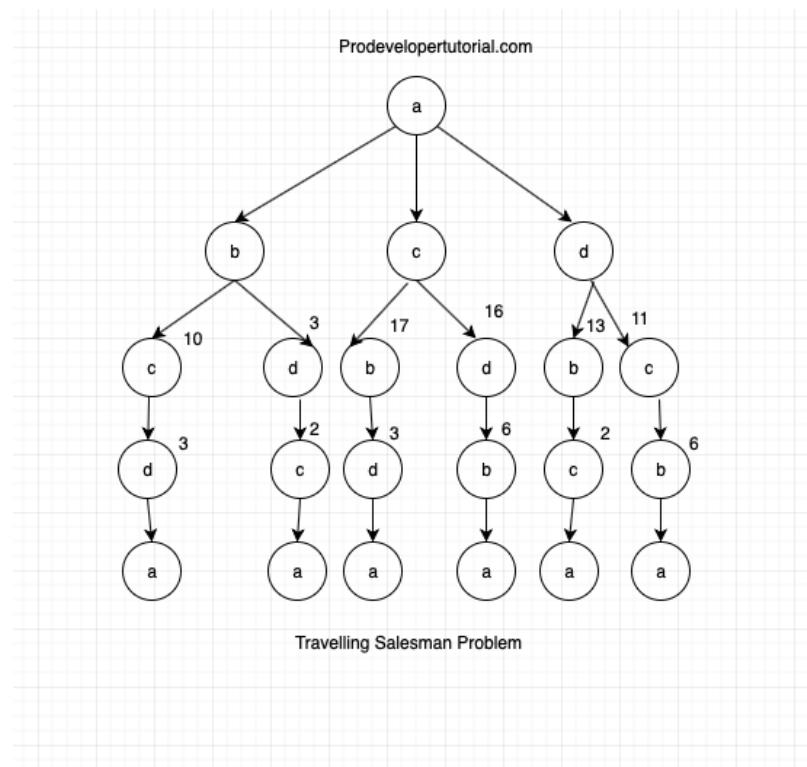 Prodevelopertutorial.com
a
b c d
10 3 17 16 13 11
c d b d b c
3 2 3 6 2 6
d c d b c b
a a a a a a
Travelling Salesman Problem